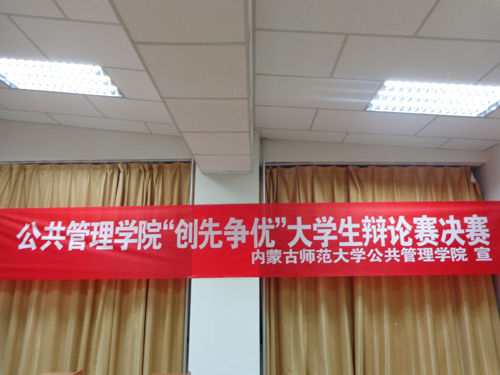 公共管理学院“创先争优”大学生辩论赛决赛
内蒙古师范大学公共管理学院 宣